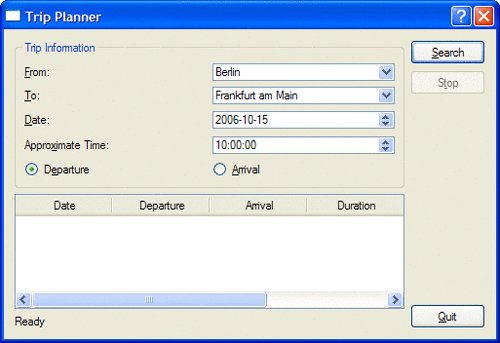 Trip Planner
Trip Information
Search
From: Berlin
Stop
To: Frankfurt am Main
Date: 2006-10-15
Approximate Time: 10:00:00
Departure Arrival
Date Departure Arrival Duration
Ready
Quit